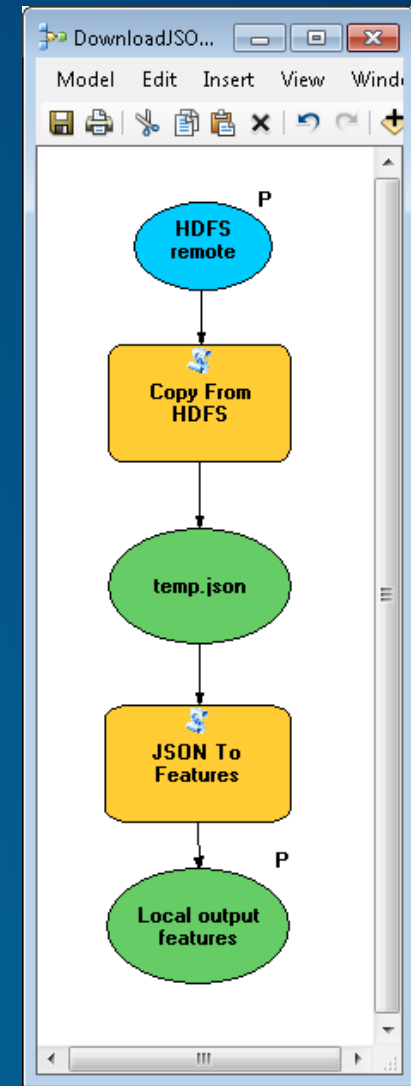 DownloadJSO...
Model Edit Insert View
P
HDFS
remote
Copy From
HDFS
temp.json
JSON To
Features
P
Local output
features